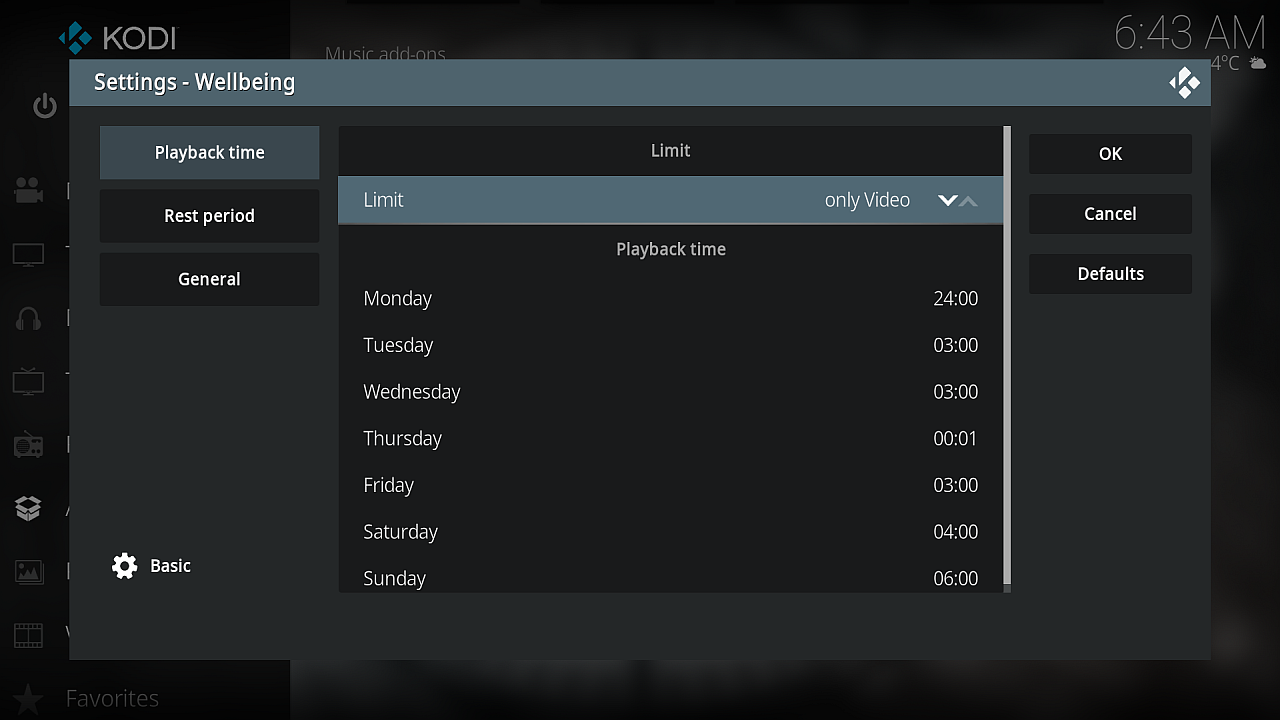 KODI
Music add-ons
6:43 AM
4°C
Settings - Wellbeing
Playback time
Rest period
General
Basic
Limit
Limit only Video
Playback time
Monday 24:00
Tuesday 03:00
Wednesday 03:00
Thursday 00:01
Friday 03:00
Saturday 04:00
Sunday 06:00
OK
Cancel
Defaults
Favorites